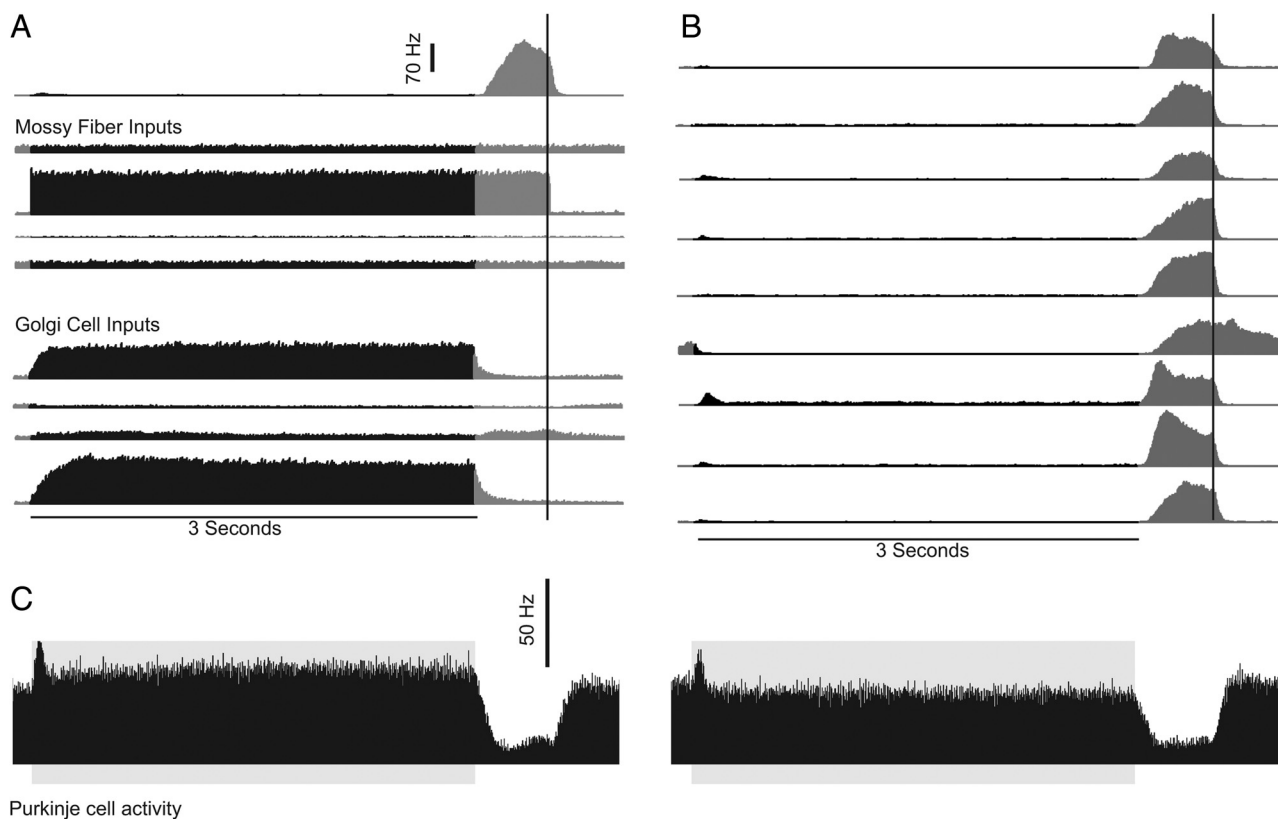 A
70 Hz
Mossy Fiber Inputs
Golgi Cell Inputs
3 Seconds
B
3 Seconds
C
50 Hz
Purkinje cell activity